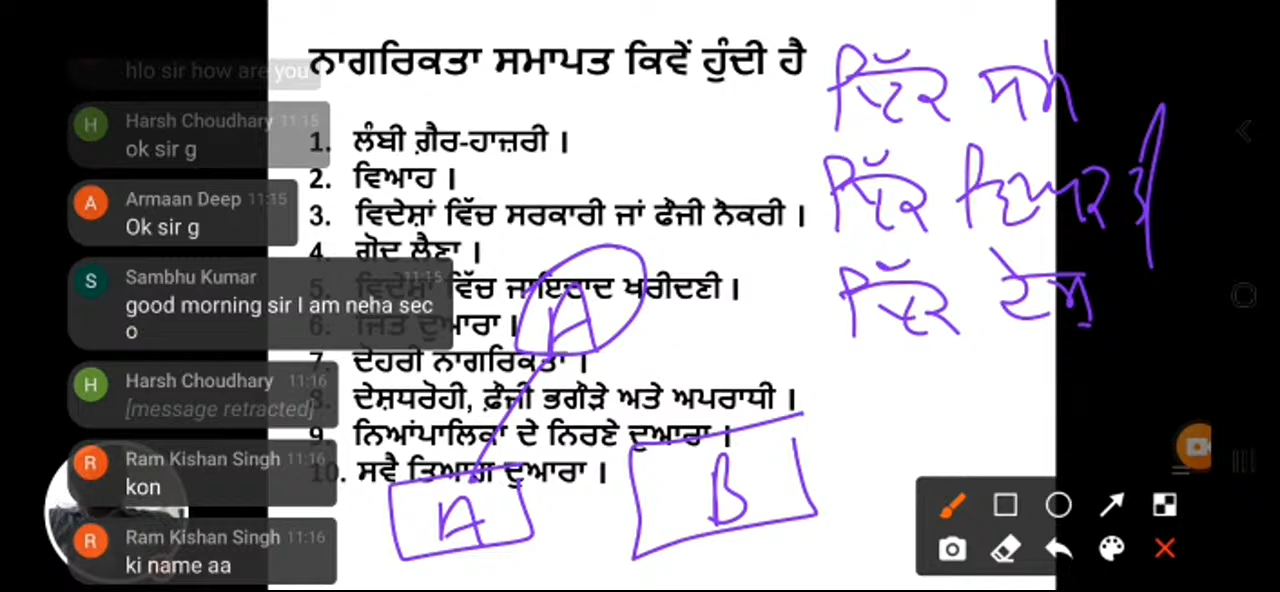 ਨਾਗਰਿਕਤਾ ਸਮਾਪਤ ਕਿਵੇਂ ਹੁੰਦੀ ਹੈ
1. ਲੰਬੀ ਗ਼ੈਰ-ਹਾਜ਼ਰੀ ।
2. ਵਿਆਹ ।
3. ਵਿਦੇਸ਼ਾਂ ਵਿੱਚ ਸਰਕਾਰੀ ਜਾਂ ਫੌਜੀ ਨੈਕਰੀ ।
4. ਗੋਦ ਲੈਣਾ ।
5. ਵਿਦੇਸ਼ਾਂ ਵਿੱਚ ਜਾਇਦਾਦ ਖਰੀਦਣੀ ।
6. ਜਿੱਤ ਦੁਆਰਾ ।
7. ਦੋਹਰੀ ਨਾਗਰਿਕਤਾ ।
8. ਦੇਸ਼ਧਰੋਹੀ, ਫ਼ੌਜੀ ਭਗੌੜੇ ਅਤੇ ਅਪਰਾਧੀ ।
9. ਨਿਆਂਪਾਲਿਕਾ ਦੇ ਨਿਰਣੇ ਦੁਆਰਾ ।
10. ਸਵੈ ਤਿਆਗ ਦੁਆਰਾ ।
A
A
B
ਇੱਕ ਸਮੇਂ
ਇੱਕ
ਇੱਕ ਦੇਸ਼
hlo sir how are you
Harsh Choudhary 11:15
ok sir g
Armaan Deep 11:15
Ok sir g
Sambhu Kumar 11:15
good morning sir I am neha sec
o
Harsh Choudhary 11:16
[message retracted]
Ram Kishan Singh 11:16
kon
Ram Kishan Singh 11:16
ki name aa